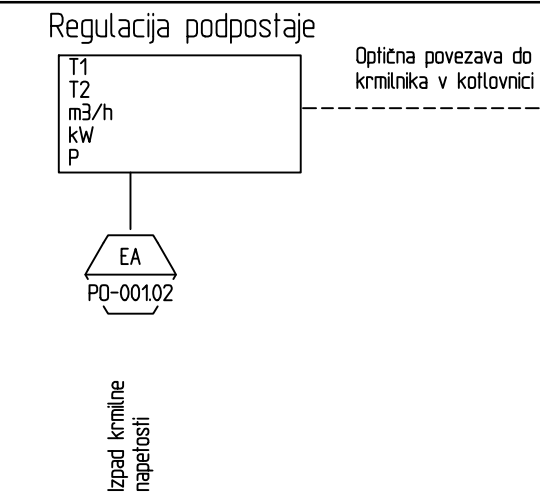 Regulacija podpostaje
Optična povezava do
krmilnika v kotlovnici
T1
T2
m3/h
kW
P
EA
PO-001.02
Izpad krmilne
napetosti